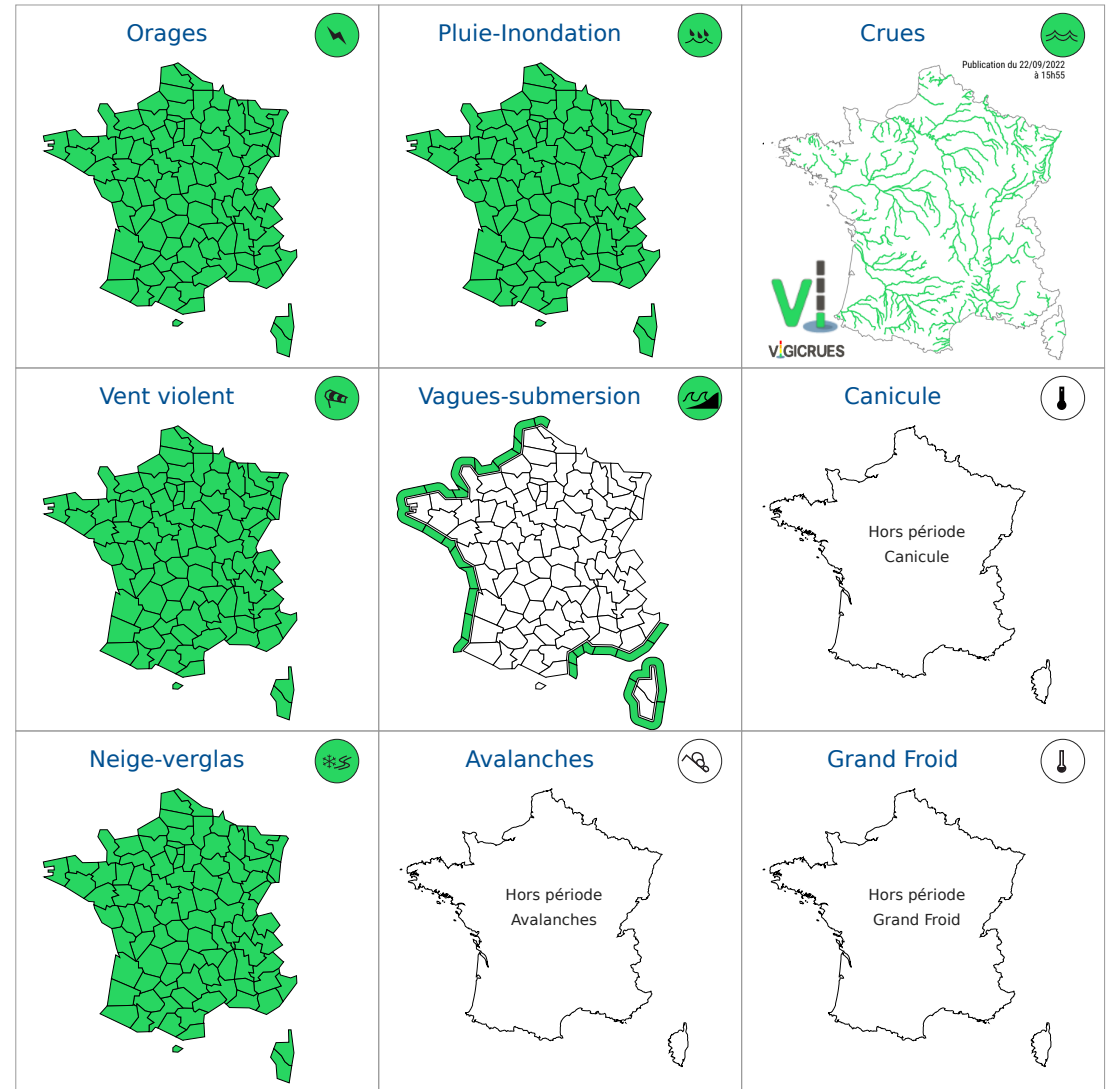 Orages
Pluie-Inondation
Crues
Publication du 22/09/2022
à 15h55
VIGICRUES
Vent violent
Vagues-submersion
Canicule
Hors période
Canicule
Neige-verglas
Avalanches
Hors période
Avalanches
Grand Froid
Hors période
Grand Froid